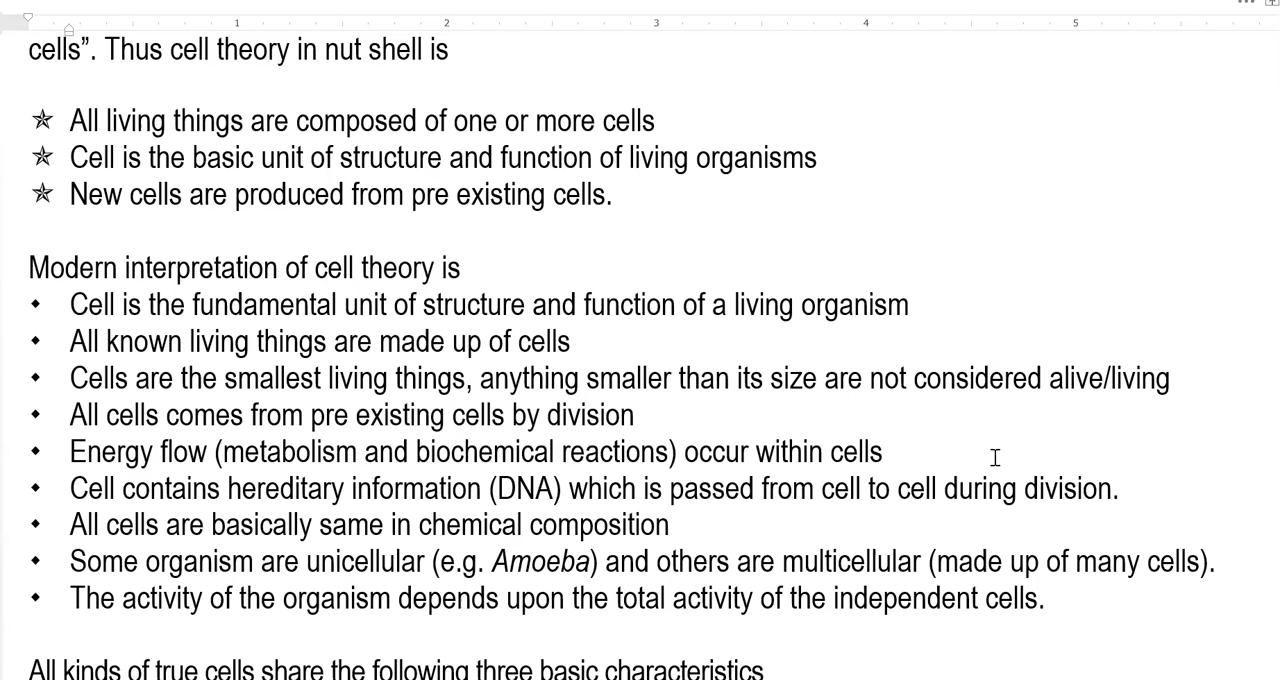 1 2 3 4 5
cells”. Thus cell theory in nut shell is
✯ All living things are composed of one or more cells
✯ Cell is the basic unit of structure and function of living organisms
✯ New cells are produced from pre existing cells.
Modern interpretation of cell theory is
• Cell is the fundamental unit of structure and function of a living organism
• All known living things are made up of cells
• Cells are the smallest living things, anything smaller than its size are not considered alive/living
• All cells comes from pre existing cells by division
• Energy flow (metabolism and biochemical reactions) occur within cells
• Cell contains hereditary information (DNA) which is passed from cell to cell during division.
• All cells are basically same in chemical composition
• Some organism are unicellular (e.g. Amoeba) and others are multicellular (made up of many cells).
• The activity of the organism depends upon the total activity of the independent cells.
All kinds of true cells share the following three basic characteristics